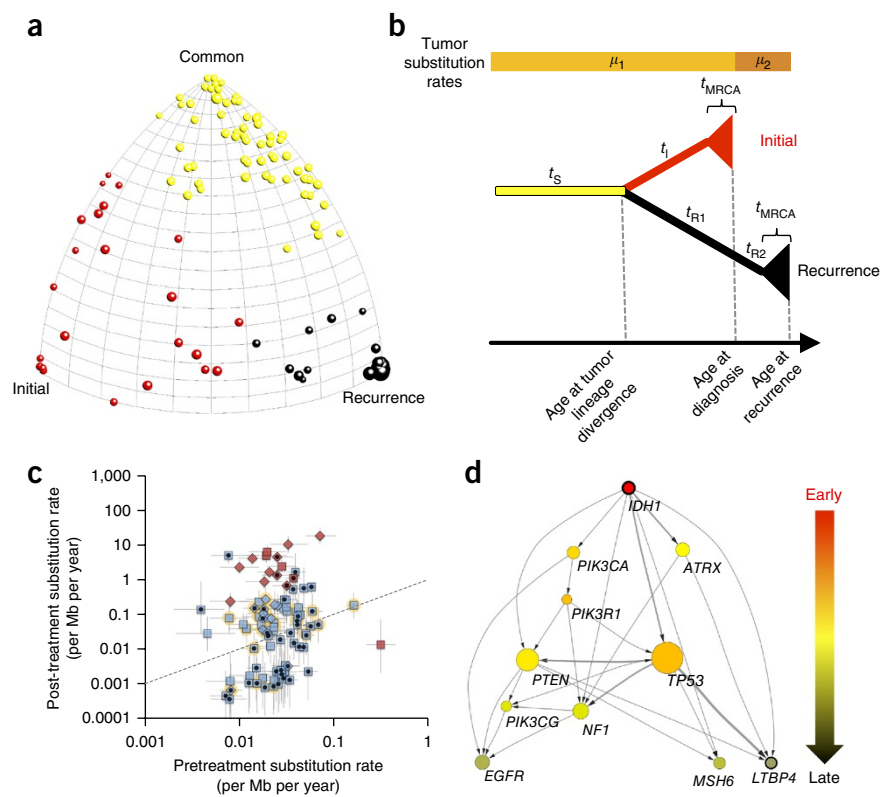 a
Common
Initial
Recurrence
b
Tumor
substitution
rates
μ1
μ2
tMRCA
Initial
tI
tS
tR1
tMRCA
tR2
Recurrence
Age at tumor
lineage
divergence
Age at
diagnosis
Age at
recurrence
c
Post-treatment substitution rate
(per Mb per year)
1,000
100
10
1
0.1
0.01
0.001
0.0001
0.001
0.01
0.1
1
Pretreatment substitution rate
(per Mb per year)
d
Early
IDH1
PIK3CA
ATRX
PIK3R1
PTEN
TP53
PIK3CG
NF1
EGFR
MSH6
LTBP4
Late